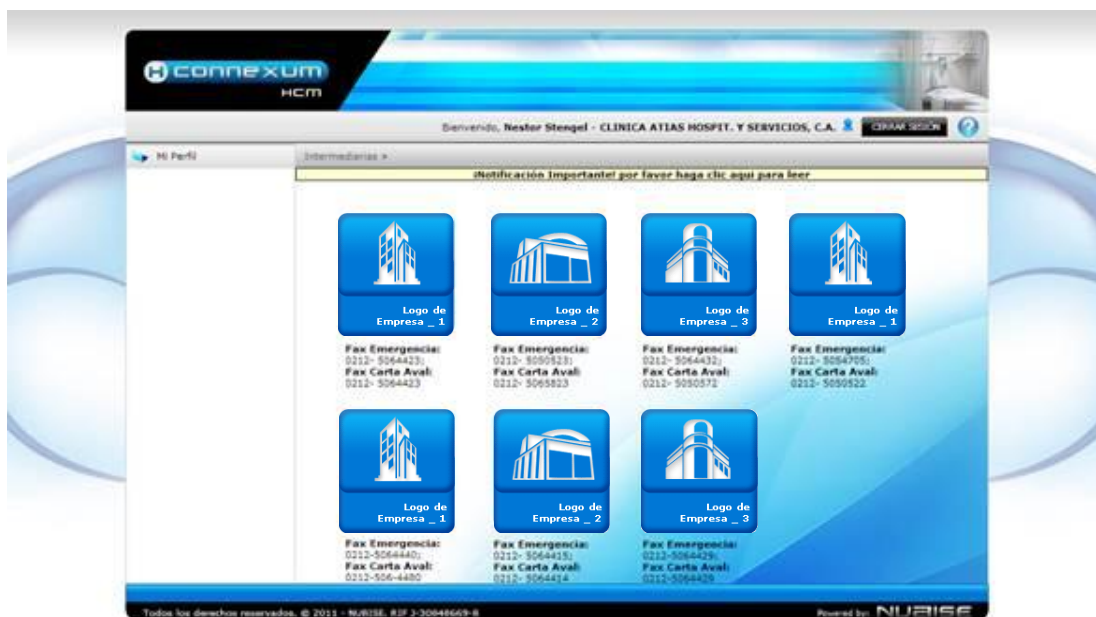 connexum
HCM
Bienvenido, Nestor Stengel - CLINICA ATIAS HOSPIT. Y SERVICIOS, C.A.
CERRAR SESIÓN
?
Mi Perfil
Intermediarias »
¡Notificación Importante! por favor haga clic aqui para leer
Logo de
Empresa _ 1
Logo de
Empresa _ 2
Logo de
Empresa _ 3
Logo de
Empresa _ 1
Fax Emergencia:
0212- 5064423;
Fax Carta Aval:
0212- 5064423
Fax Emergencia:
0212- 5050523;
Fax Carta Aval:
0212- 5065823
Fax Emergencia:
0212- 5064432;
Fax Carta Aval:
0212- 5050572
Fax Emergencia:
0212- 5054705;
Fax Carta Aval:
0212- 5050522
Logo de
Empresa _ 1
Logo de
Empresa _ 2
Logo de
Empresa _ 3
Fax Emergencia:
0212-5064440;
Fax Carta Aval:
0212-506-4480
Fax Emergencia:
0212- 5064415;
Fax Carta Aval:
0212- 5064414
Fax Emergencia:
0212-5064429;
Fax Carta Aval:
0212-5064429
Todos los derechos reservados. © 2011 - NUBISE. RIF J-30848669-8
Powered by: NUBISE